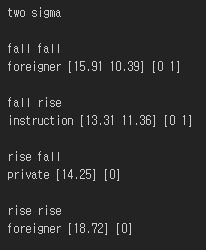 two sigma
fall fall
foreigner [15.91 10.39] [0 1]
fall rise
instruction [13.31 11.36] [0 1]
rise fall
private [14.25] [0]
rise rise
foreigner [18.72] [0]